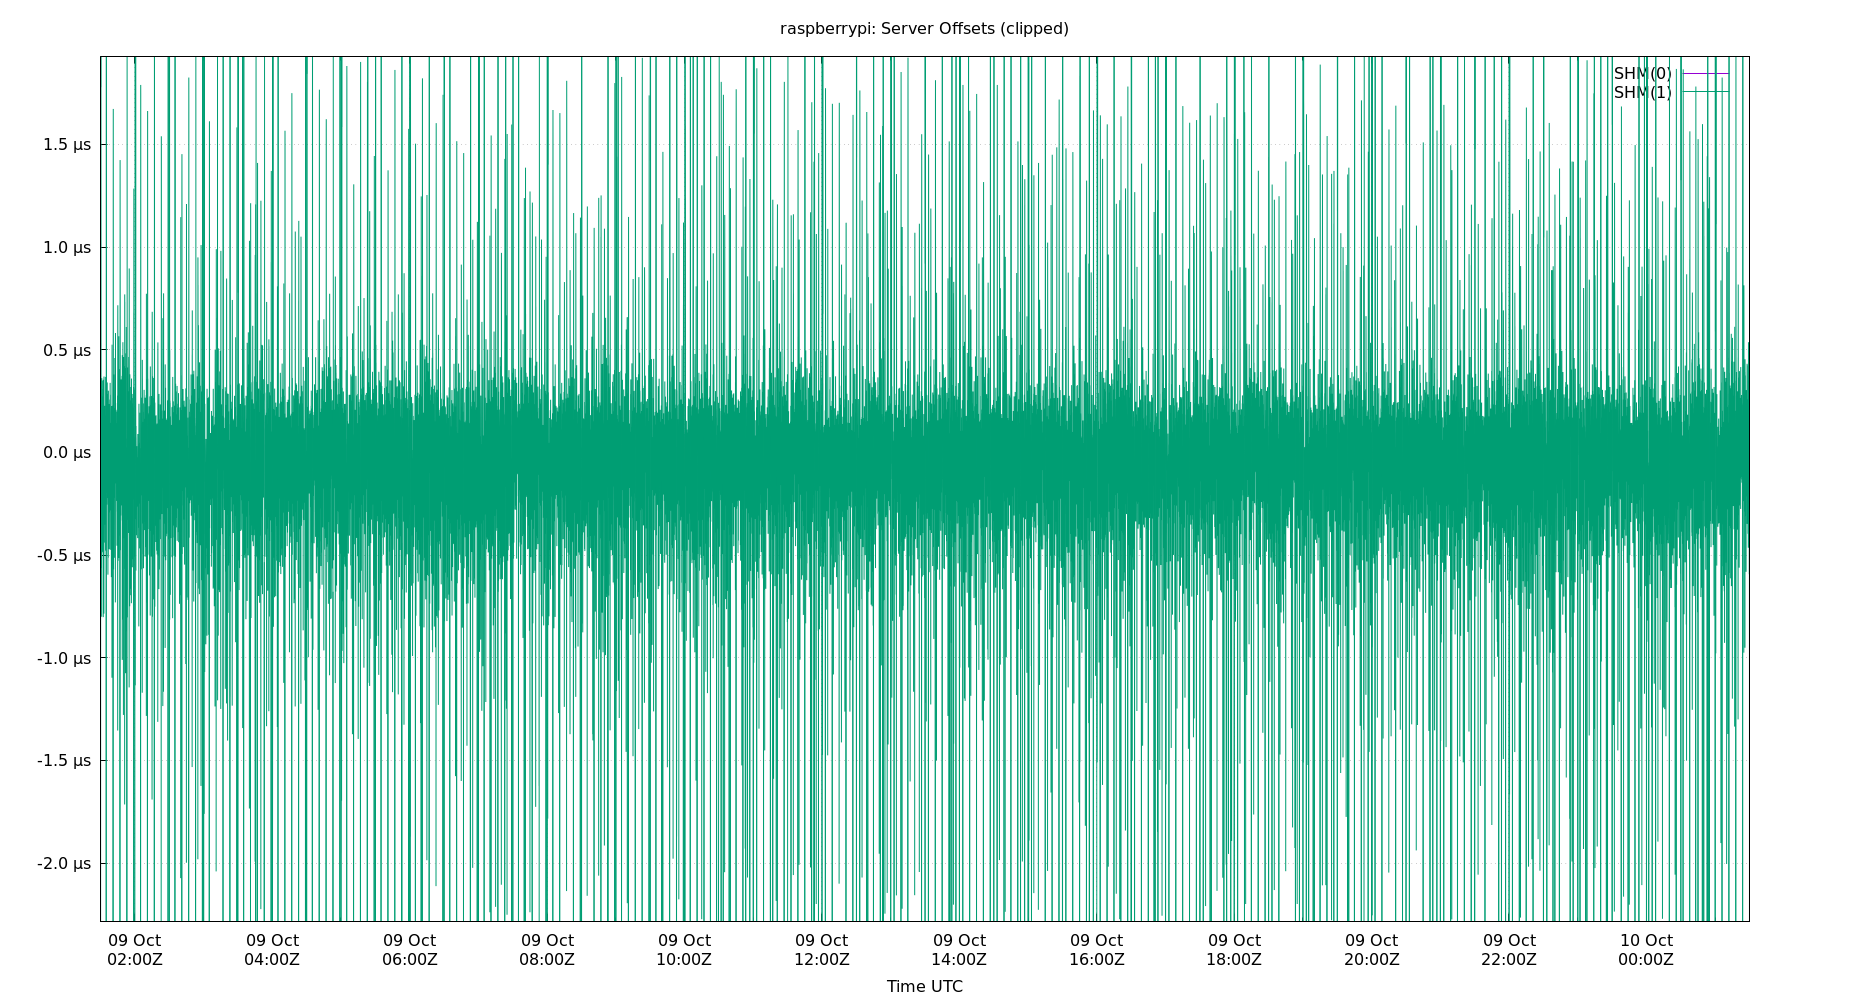 raspberrypi: Server Offsets (clipped)
SHM(0)
SHM(1)
1.5 µs
1.0 µs
0.5 µs
0.0 µs
-0.5 µs
-1.0 µs
-1.5 µs
-2.0 µs
09 Oct 09 Oct 09 Oct 09 Oct 09 Oct 09 Oct 09 Oct 09 Oct 09 Oct 09 Oct 09 Oct 10 Oct
02:00Z 04:00Z 06:00Z 08:00Z 10:00Z 12:00Z 14:00Z 16:00Z 18:00Z 20:00Z 22:00Z 00:00Z
Time UTC